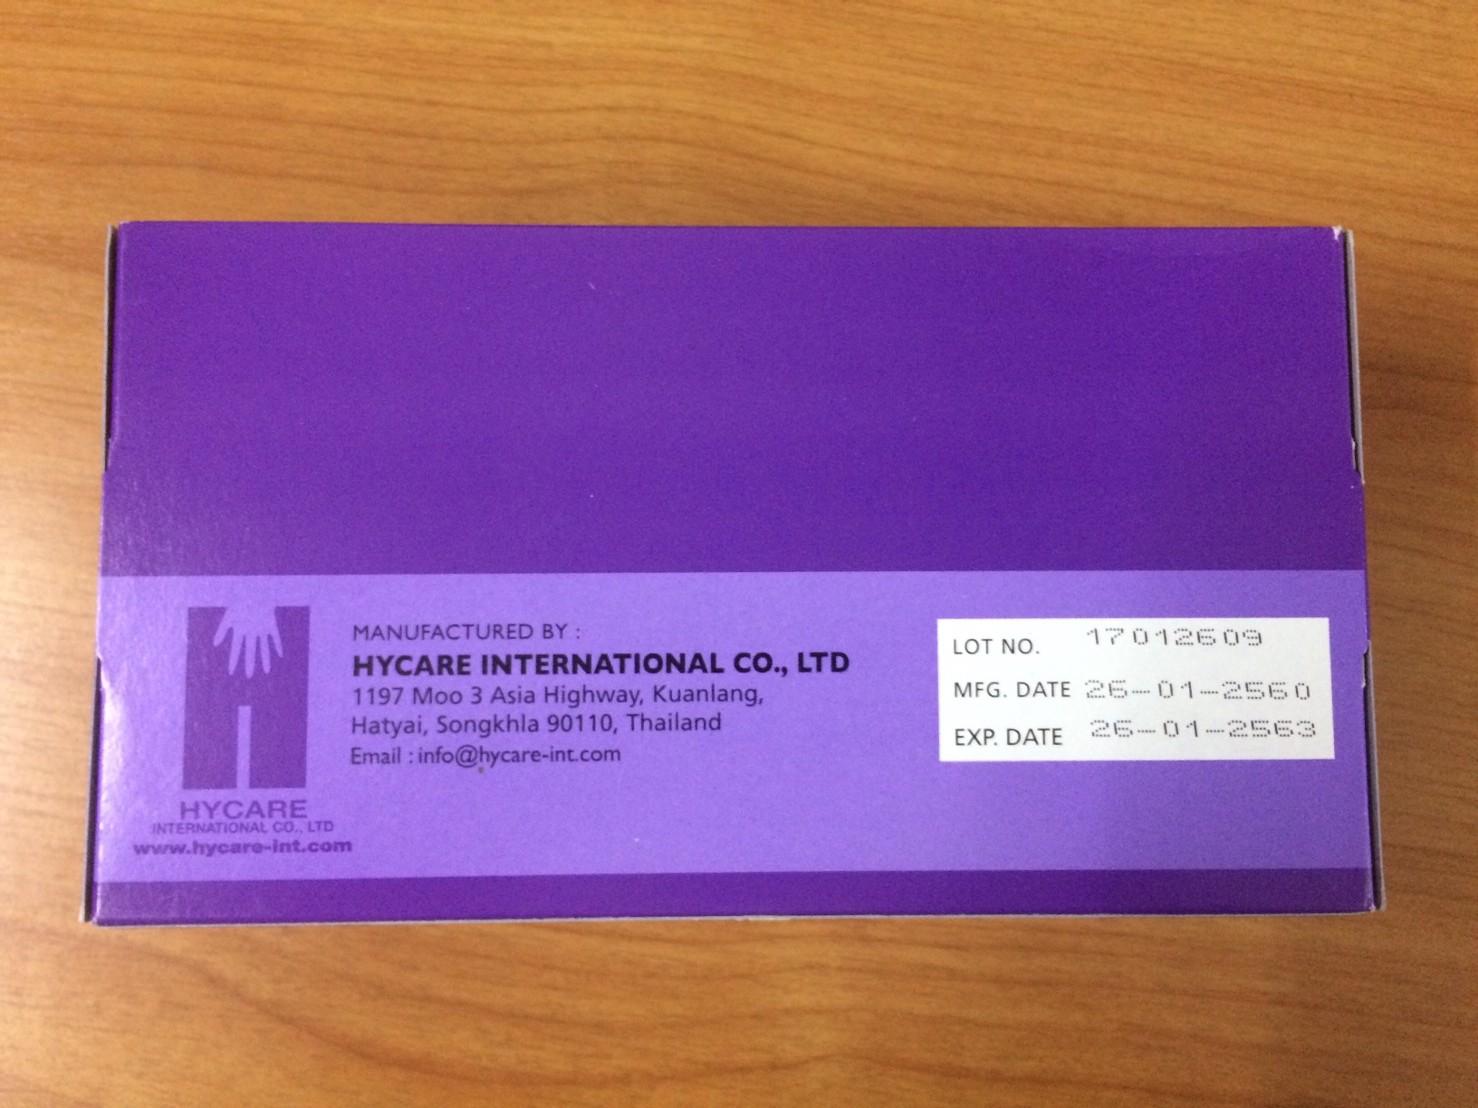 HYCARE
INTERNATIONAL CO., LTD
www.hycare-int.com
MANUFACTURED BY :
HYCARE INTERNATIONAL CO., LTD
1197 Moo 3 Asia Highway, Kuanlang,
Hatyai, Songkhla 90110, Thailand
Email : info@hycare-int.com
LOT NO. 17012609
MFG. DATE 26-01-2560
EXP. DATE 26-01-2563